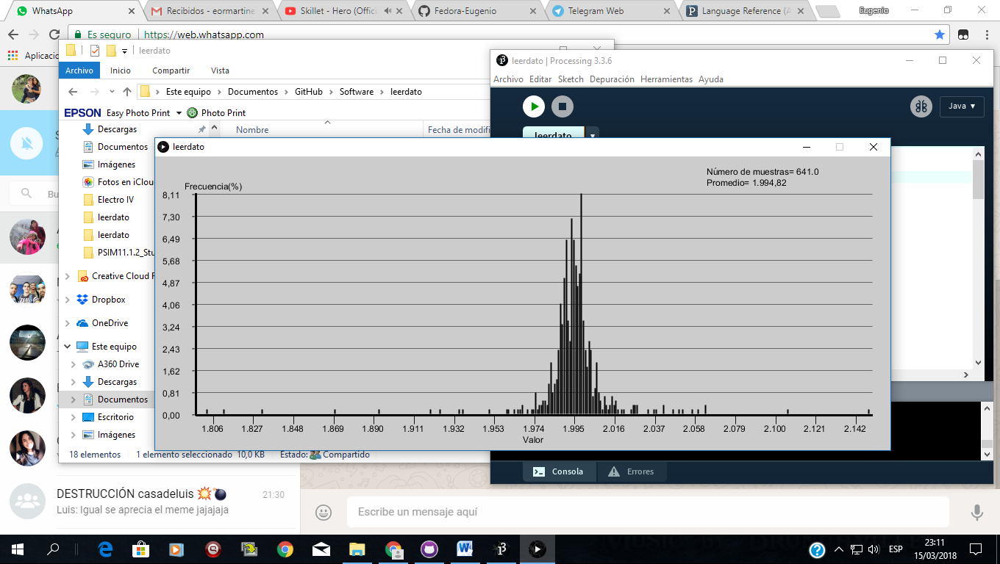 WhatsApp
Recibidos - eormartine
Skillet - Hero (Offici
Fedora-Eugenio
Telegram Web
Language Reference (A
Eugenio
Es seguro
https://web.whatsapp.com
Aplicacio
leerdato
Archivo
Inicio
Compartir
Vista
Este equipo > Documentos > GitHub > Software > leerdato
EPSON
Easy Photo Print
Photo Print
Nombre
Fecha de modifi
Descargas
Documentos
Imágenes
Fotos en iCloud
Electro IV
leerdato
leerdato
PSIM11.1.2_Stu
Creative Cloud F
Dropbox
OneDrive
Este equipo
A360 Drive
Descargas
Documentos
Escritorio
Imágenes
18 elementos
1 elemento seleccionado 10,0 KB
Estado:
Compartido
leerdato | Processing 3.3.6
Archivo Editar Sketch Depuración Herramientas Ayuda
Java
leerdato
leerdato
Número de muestras= 641.0
Promedio= 1.994,82
Frecuencia(%)
8,11
7,30
6,49
5,68
4,87
4,06
3,24
2,43
1,62
0,81
0,00
1.806 1.827 1.848 1.869 1.890 1.911 1.932 1.953 1.974 1.995 2.016 2.037 2.058 2.079 2.100 2.121 2.142
Valor
Consola
Errores
Bu
DESTRUCCIÓN casadeluis 💥💣
21:30
Luis: Igual se aprecia el meme jajajaja
Escribe un mensaje aquí
ESP
23:11
15/03/2018